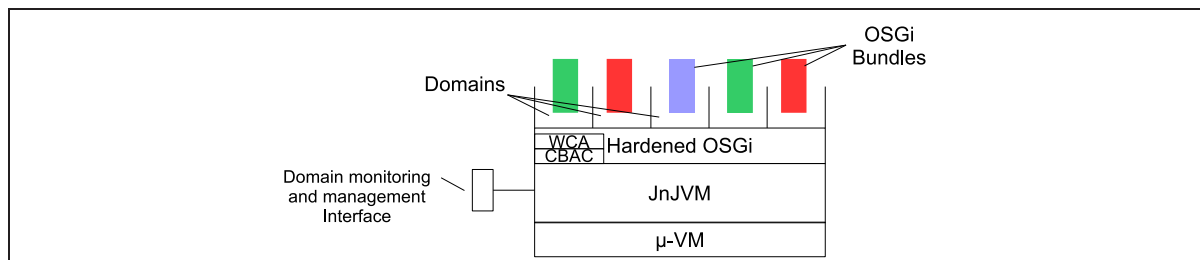 OSGi
Bundles
Domains
WCA
CBAC
Hardened OSGi
Domain monitoring
and management
Interface
JnJVM
µ-VM